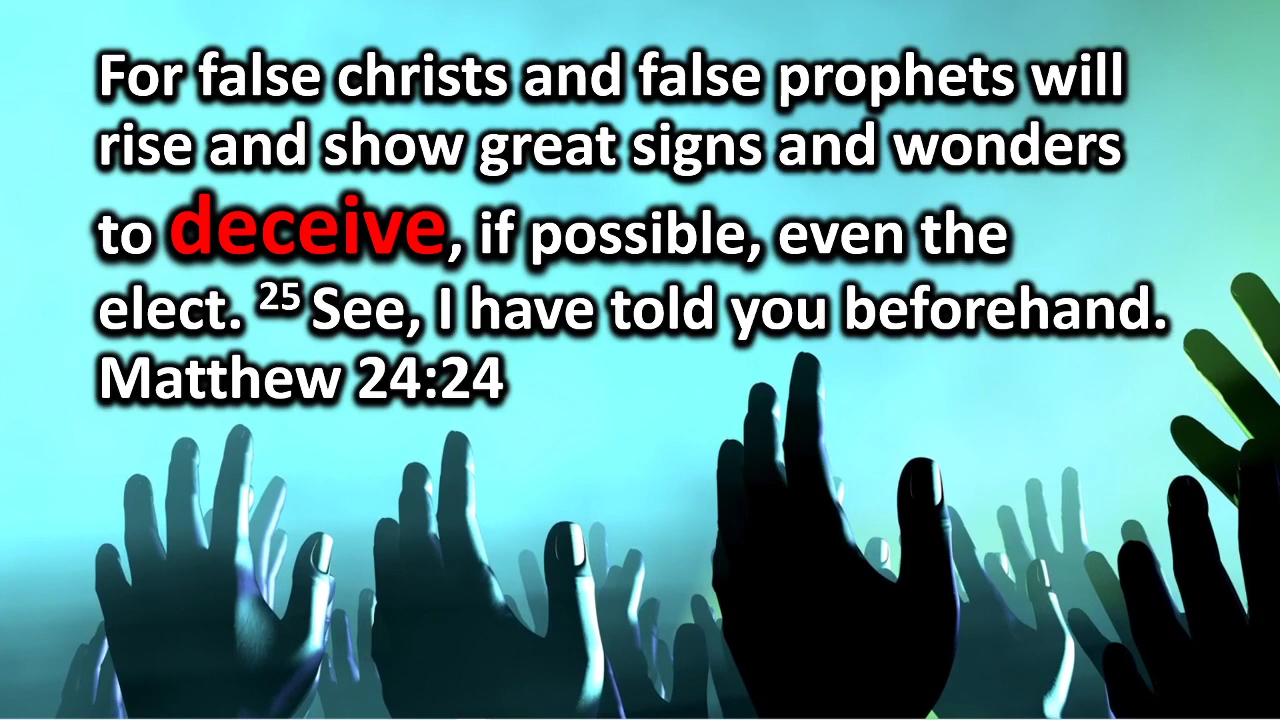 For false christs and false prophets will
rise and show great signs and wonders
to deceive, if possible, even the
elect. 25 See, I have told you beforehand.
Matthew 24:24